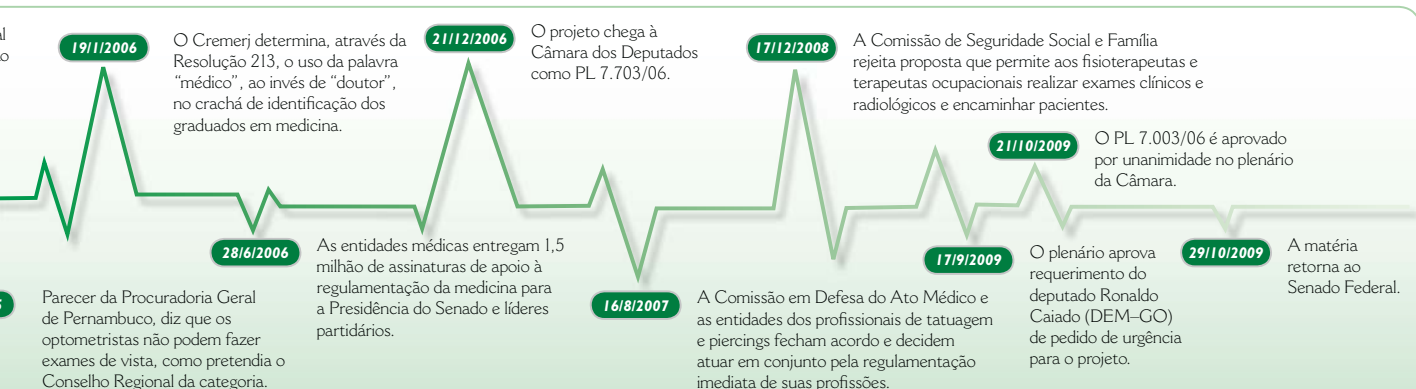 19/1/2006
O Cremerj determina, através da
Resolução 213, o uso da palavra
“médico”, ao invés de “doutor”,
no crachá de identificação dos
graduados em medicina.
21/12/2006
O projeto chega à
Câmara dos Deputados
como PL 7.703/06.
17/12/2008
A Comissão de Seguridade Social e Família
rejeita proposta que permite aos fisioterapeutas e
terapeutas ocupacionais realizar exames clínicos e
radiológicos e encaminhar pacientes.
21/10/2009
O PL 7.003/06 é aprovado
por unanimidade no plenário
da Câmara.
Parecer da Procuradoria Geral
de Pernambuco, diz que os
optometristas não podem fazer
exames de vista, como pretendia o
Conselho Regional da categoria.
28/6/2006
As entidades médicas entregam 1,5
milhão de assinaturas de apoio à
regulamentação da medicina para
a Presidência do Senado e líderes
partidários.
16/8/2007
A Comissão em Defesa do Ato Médico e
as entidades dos profissionais de tatuagem
e piercings fecham acordo e decidem
atuar em conjunto pela regulamentação
imediata de suas profissões.
17/9/2009
O plenário aprova
requerimento do
deputado Ronaldo
Caiado (DEM–GO)
de pedido de urgência
para o projeto.
29/10/2009
A matéria
retorna ao
Senado Federal.